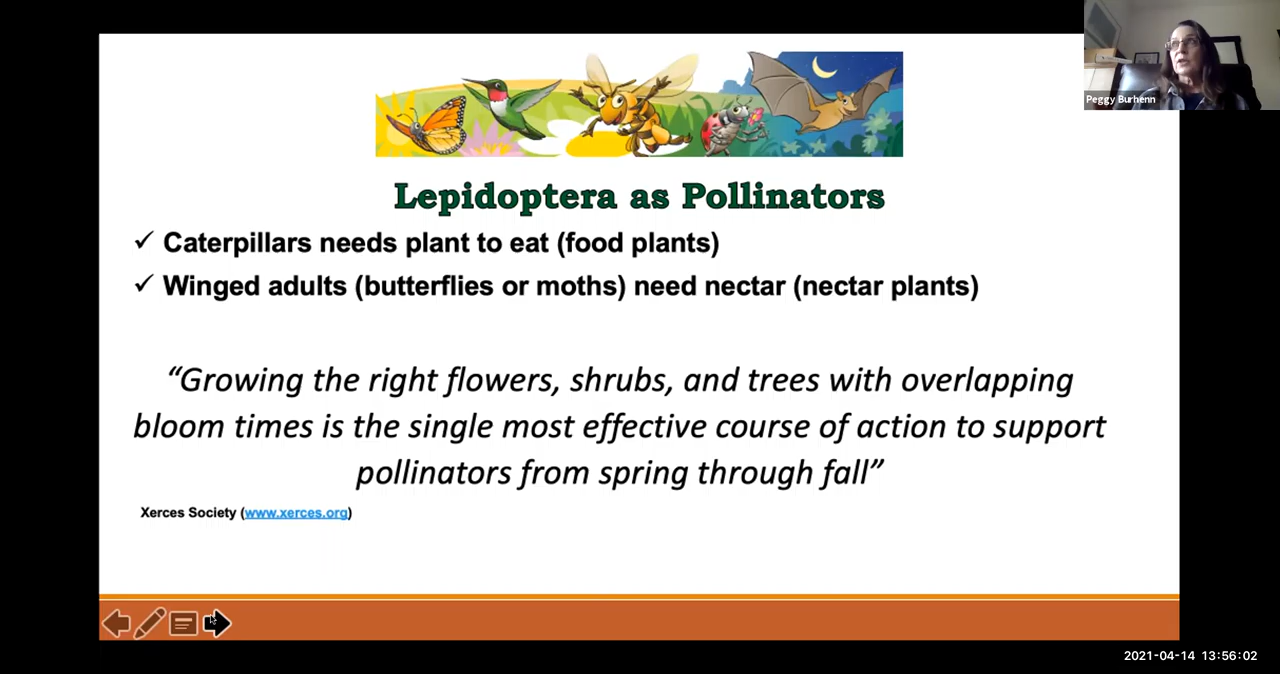 Peggy Burhenn
Lepidoptera as Pollinators
✓ Caterpillars needs plant to eat (food plants)
✓ Winged adults (butterflies or moths) need nectar (nectar plants)
“Growing the right flowers, shrubs, and trees with overlapping
bloom times is the single most effective course of action to support
pollinators from spring through fall”
Xerces Society (www.xerces.org)
2021-04-14 13:56:02